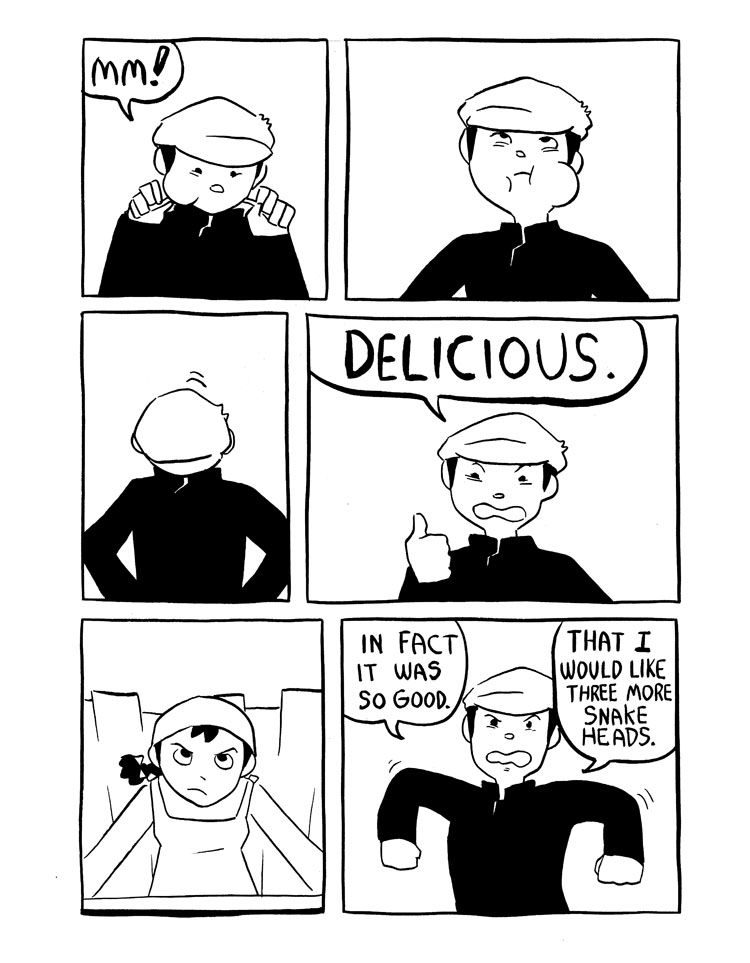 MM!
DELICIOUS.
IN FACT
IT WAS
SO GOOD.
THAT I
WOULD LIKE
THREE MORE
SNAKE
HEADS.